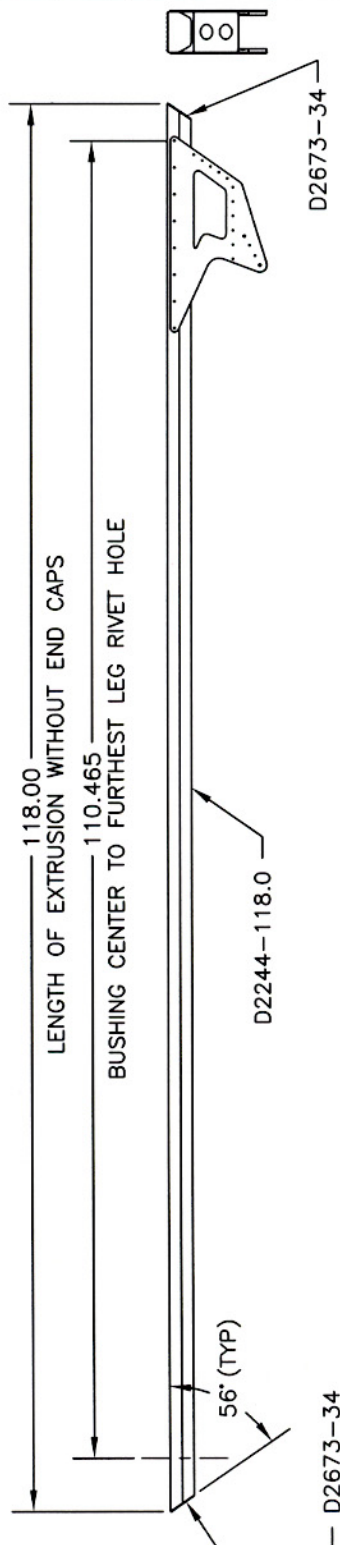 118.00
LENGTH OF EXTRUSION WITHOUT END CAPS
110.465
BUSHING CENTER TO FURTHEST LEG RIVET HOLE
56° (TYP)
D2673-34
D2244-118.0
D2673-34